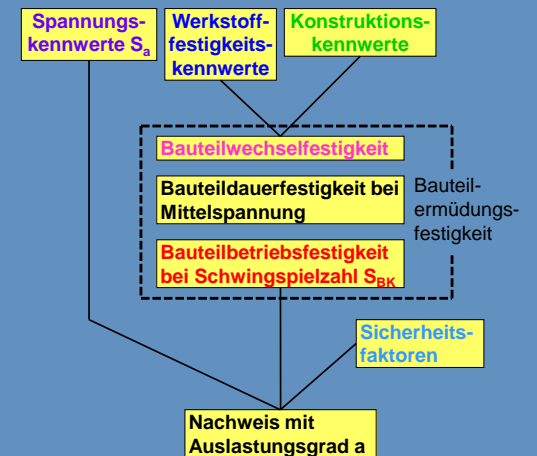 Spannungs-
kennwerte Sa
Werkstoff
festigkeits-
kennwerte
Konstruktions-
kennwerte
Bauteilwechselfestigkeit
Bauteildauerfestigkeit bei
Mittelspannung
Bauteilbetriebsfestigkeit
bei Schwingspielzahl SBK
Bauteil-
ermüdungs-
festigkeit
Sicherheits-
faktoren
Nachweis mit
Auslastungsgrad a